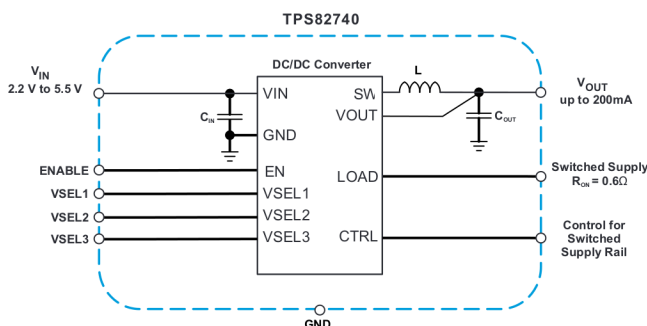 TPS82740
DC/DC Converter
VIN
2.2 V to 5.5 V
CIN
VIN
GND
SW
VOUT
L
COUT
VOUT
up to 200mA
ENABLE
EN
VSEL1
VSEL1
VSEL2
VSEL2
VSEL3
VSEL3
LOAD
Switched Supply
RON = 0.6Ω
CTRL
Control for
Switched
Supply Rail
GND